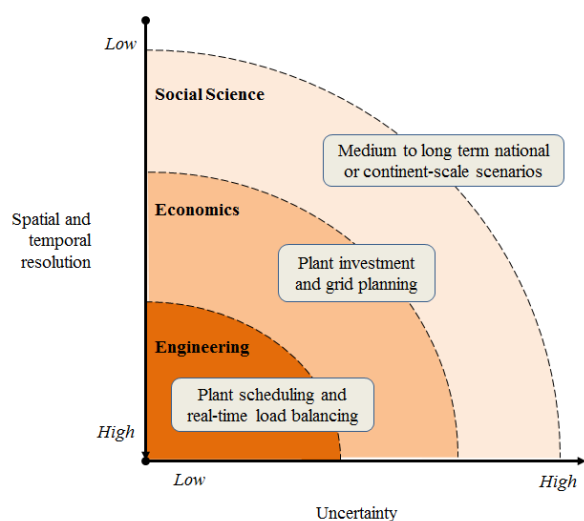 Low
Social Science
Medium to long term national
or continent-scale scenarios
Economics
Spatial and
temporal
resolution
Plant investment
and grid planning
Engineering
Plant scheduling and
real-time load balancing
High
Low
High
Uncertainty